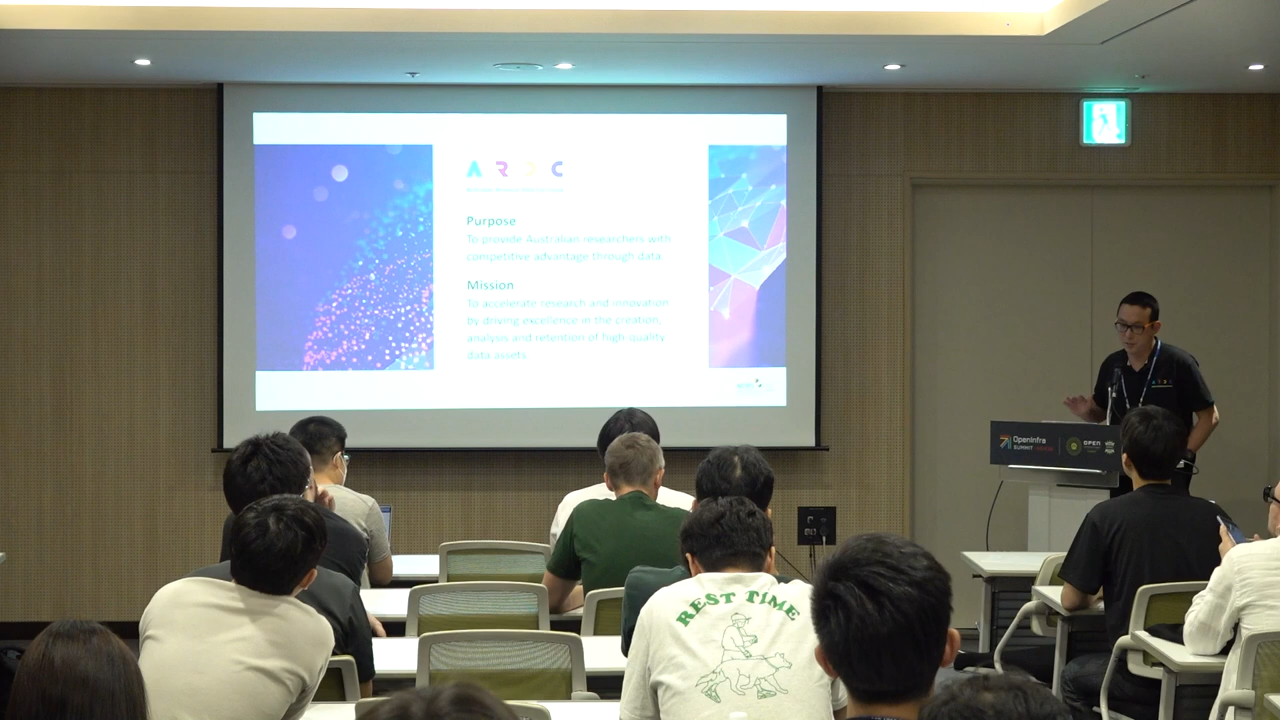 ARDC
Purpose
To provide Australian researchers with
competitive advantage through data
Mission
To accelerate research and innovation
by driving excellence in the creation,
analysis and retention of high-quality
data assets
OpenInfra
SUMMIT
OPEN
REST TIME